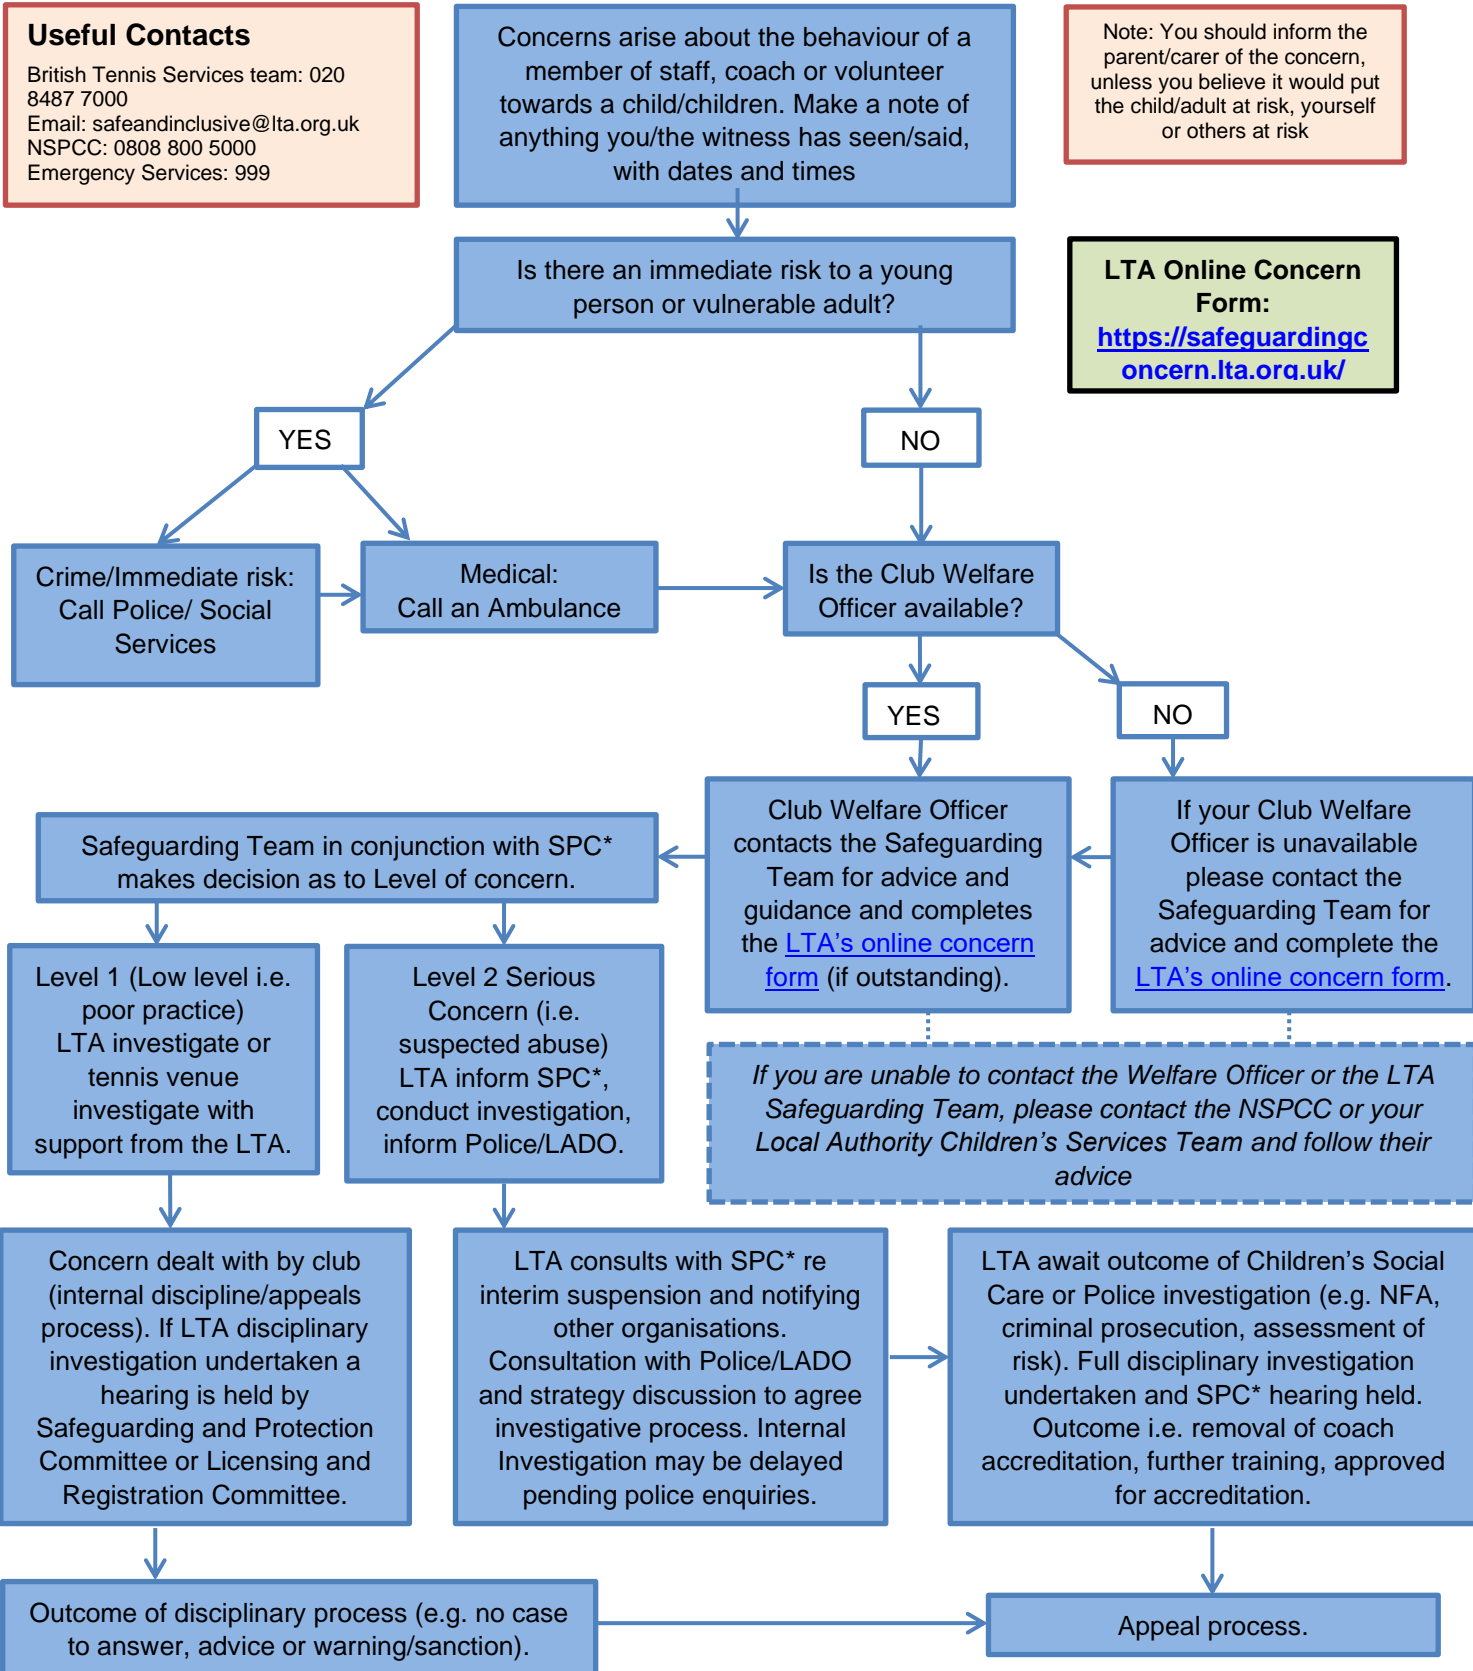 Useful Contacts
British Tennis Services team: 020
8487 7000
Email: safeandinclusive@lta.org.uk
NSPCC: 0808 800 5000
Emergency Services: 999
Concerns arise about the behaviour of a
member of staff, coach or volunteer
towards a child/children. Make a note of
anything you/the witness has seen/said,
with dates and times
Note: You should inform the
parent/carer of the concern,
unless you believe it would put
the child/adult at risk, yourself
or others at risk
Is there an immediate risk to a young
person or vulnerable adult?
LTA Online Concern
Form:
https://safeguardingc
oncern.lta.org.uk/
YES
NO
Crime/Immediate risk:
Call Police/ Social
Services
Medical:
Call an Ambulance
Is the Club Welfare
Officer available?
YES
NO
Club Welfare Officer
contacts the Safeguarding
Team for advice and
guidance and completes
the LTA's online concern
form (if outstanding).
If your Club Welfare
Officer is unavailable
please contact the
Safeguarding Team for
advice and complete the
LTA's online concern form.
Safeguarding Team in conjunction with SPC*
makes decision as to Level of concern.
Level 1 (Low level i.e.
poor practice)
LTA investigate or
tennis venue
investigate with
support from the LTA.
Level 2 Serious
Concern (i.e.
suspected abuse)
LTA inform SPC*,
conduct investigation,
inform Police/LADO.
If you are unable to contact the Welfare Officer or the LTA
Safeguarding Team, please contact the NSPCC or your
Local Authority Children's Services Team and follow their
advice
Concern dealt with by club
(internal discipline/appeals
process). If LTA disciplinary
investigation undertaken a
hearing is held by
Safeguarding and Protection
Committee or Licensing and
Registration Committee.
LTA consults with SPC* re
interim suspension and notifying
other organisations.
Consultation with Police/LADO
and strategy discussion to agree
investigative process. Internal
Investigation may be delayed
pending police enquiries.
LTA await outcome of Children's Social
Care or Police investigation (e.g. NFA,
criminal prosecution, assessment of
risk). Full disciplinary investigation
undertaken and SPC* hearing held.
Outcome i.e. removal of coach
accreditation, further training, approved
for accreditation.
Outcome of disciplinary process (e.g. no case
to answer, advice or warning/sanction).
Appeal process.